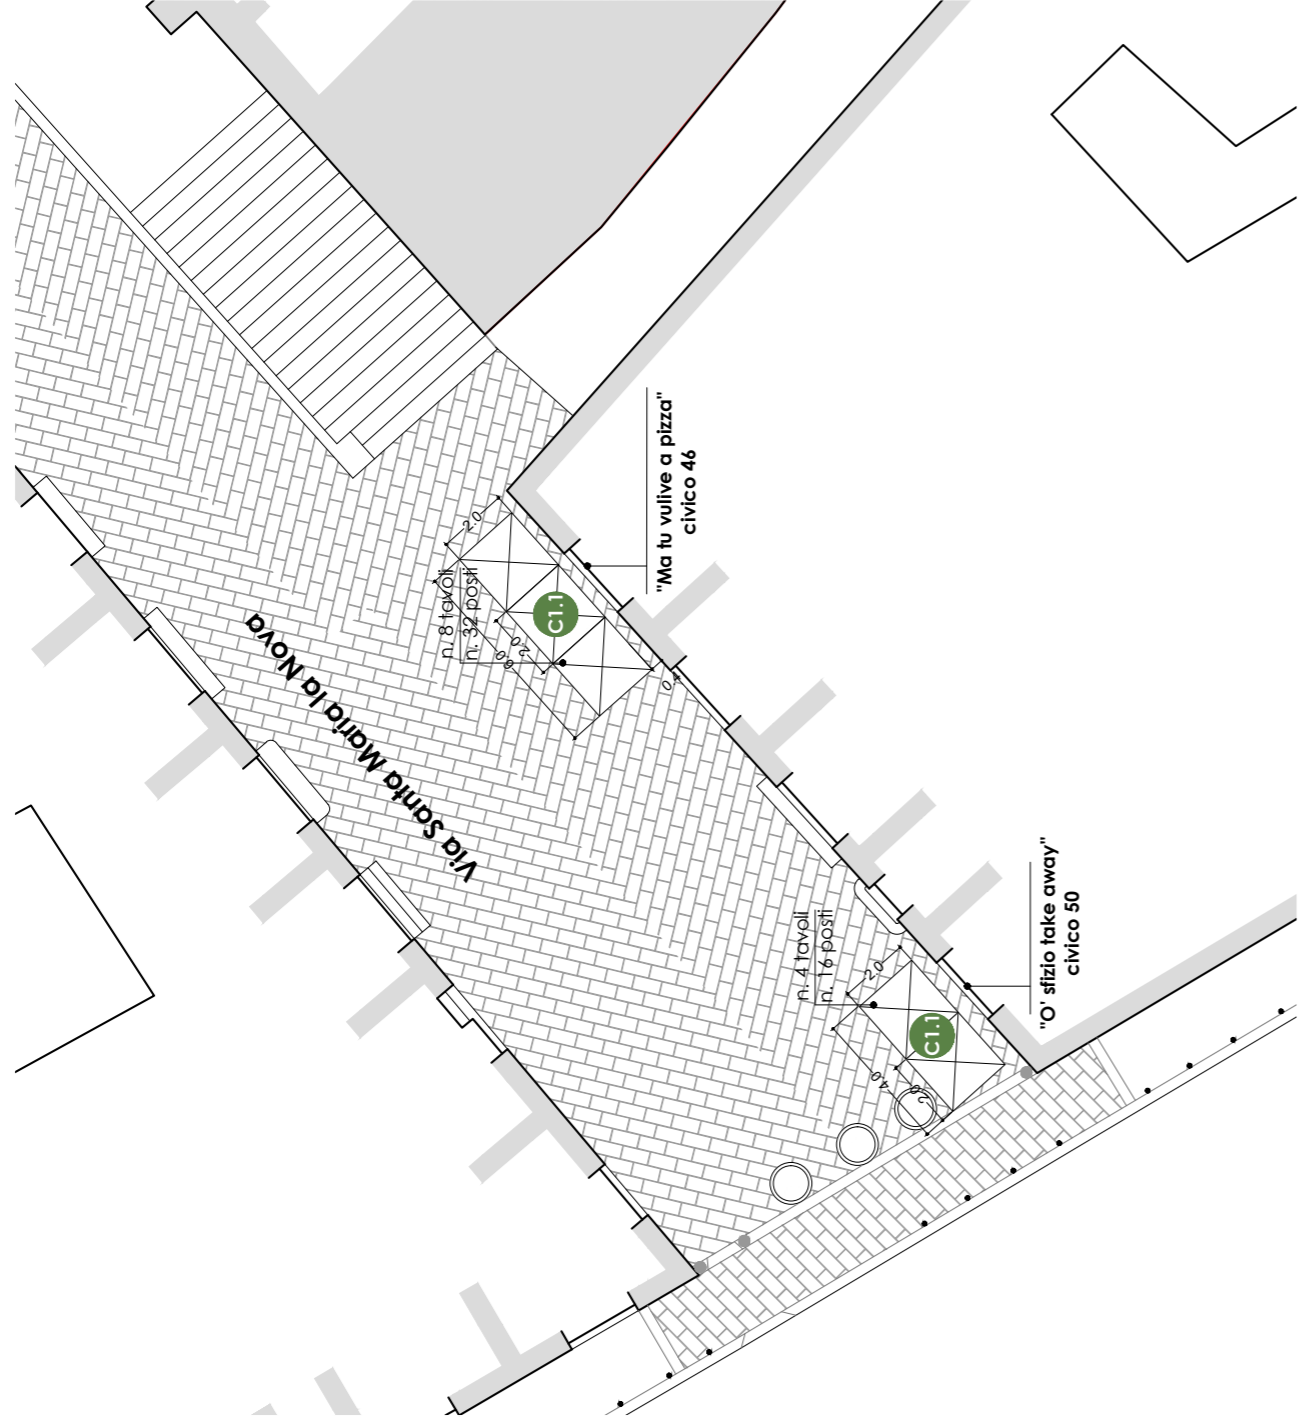 Via Santa Maria la Nova
"Ma tu vulive a pizza"
civico 46
n. 8 tavoli
n. 32 posti
C1.1
2.0
2.0
6.0
0.4
"O' sfizio take away"
civico 50
n. 4 tavoli
n. 16 posti
C1.1
2.0
4.0
2.0